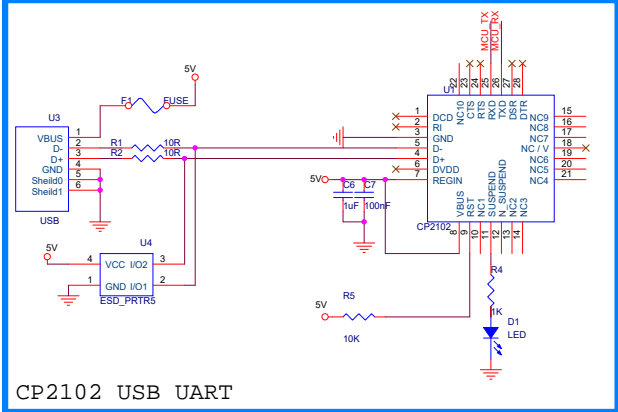 MCU_TX
MCU_RX
5V
F1 FUSE
U3
VBUS 1
D- 2
D+ 3
GND 4
Sheild0 5
Sheild1 6
USB
R1 10R
R2 10R
5V
U4
4 VCC I/O2 3
1 GND I/O1 2
ESD_PRTR5
U1
22 23 24 25 26 27 28
NC10 CTS RTS RXD TXD DSR DTR
1 DCD
2 RI
3 GND
5 D-
4 D+
6 DVDD
7 REGIN
NC9 15
NC8 16
NC7 17
NC / V 18
NC6 19
NC5 20
NC4 21
VBUS RST NC1 SUSPEND N_SUSPEND NC2 NC3
8 9 10 11 12 13 14
CP2102
5V
C6 C7
1uF 100nF
5V
R5
10K
R4
1K
D1
LED
CP2102 USB UART